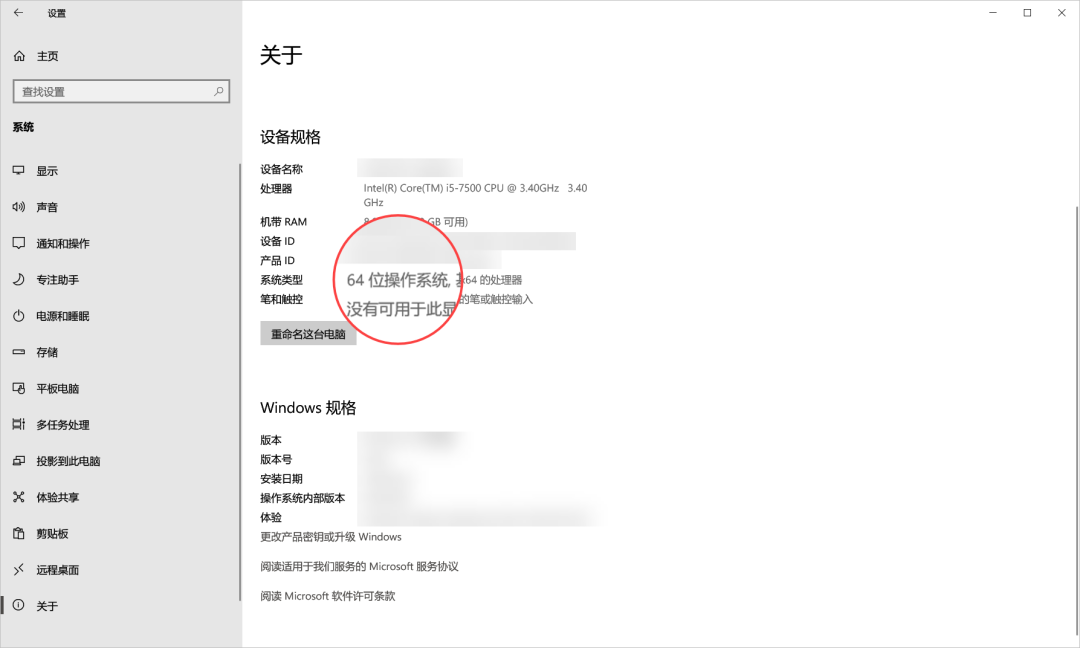 设置
主页
查找设置
系统
显示
声音
通知和操作
专注助手
电源和睡眠
存储
平板电脑
多任务处理
投影到此电脑
体验共享
剪贴板
远程桌面
关于
关于
设备规格
设备名称
处理器 Intel(R) Core(TM) i5-7500 CPU @ 3.40GHz 3.40
GHz
机带 RAM GB 可用)
设备 ID
产品 ID
系统类型 64 位操作系统, x64 的处理器
笔和触控 没有可用于此显 的笔或触控输入
重命名这台电脑
Windows 规格
版本
版本号
安装日期
操作系统内部版本
体验
更改产品密钥或升级 Windows
阅读适用于我们服务的 Microsoft 服务协议
阅读 Microsoft 软件许可条款